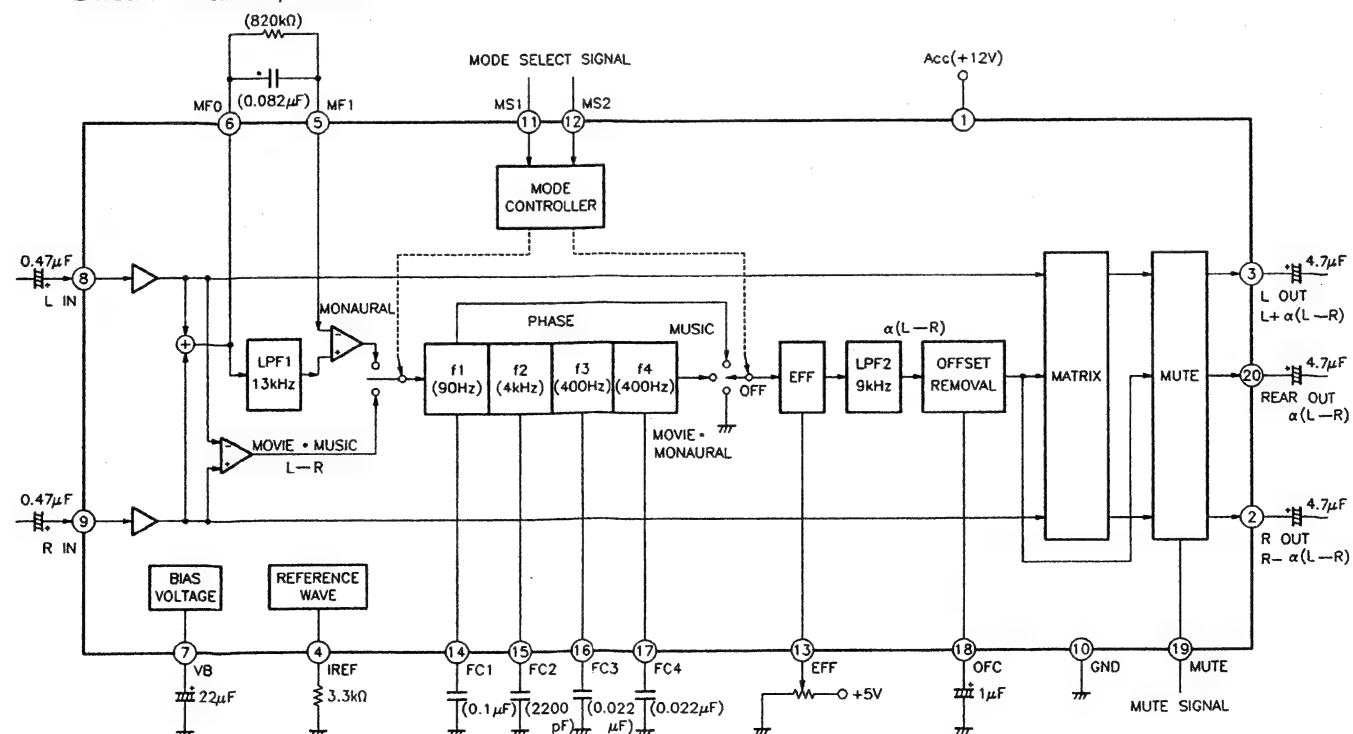 (820kΩ)
(0.082μF)
MF0
MF1
6
5
MODE SELECT SIGNAL
MS1
MS2
11
12
Acc(+12V)
1
MODE
CONTROLLER
0.47μF
+
8
L IN
MONAURAL
+
LPF1
13kHz
-
+
PHASE
MUSIC
f1
(90Hz)
f2
(4kHz)
f3
(400Hz)
f4
(400Hz)
OFF
MOVIE •
MONAURAL
EFF
α(L—R)
LPF2
9kHz
OFFSET
REMOVAL
MATRIX
MUTE
3
+
4.7μF
L OUT
L+ α(L—R)
20
+
4.7μF
REAR OUT
α(L—R)
-
+
MOVIE • MUSIC
L—R
0.47μF
+
9
R IN
2
+
4.7μF
R OUT
R— α(L—R)
BIAS
VOLTAGE
REFERENCE
WAVE
7
VB
+
22μF
4
IREF
3.3kΩ
14
FC1
(0.1μF)
15
FC2
(2200
pF)
16
FC3
(0.022
μF)
17
FC4
(0.022μF)
13
EFF
+5V
18
OFC
+
1μF
10
GND
19
MUTE
MUTE SIGNAL